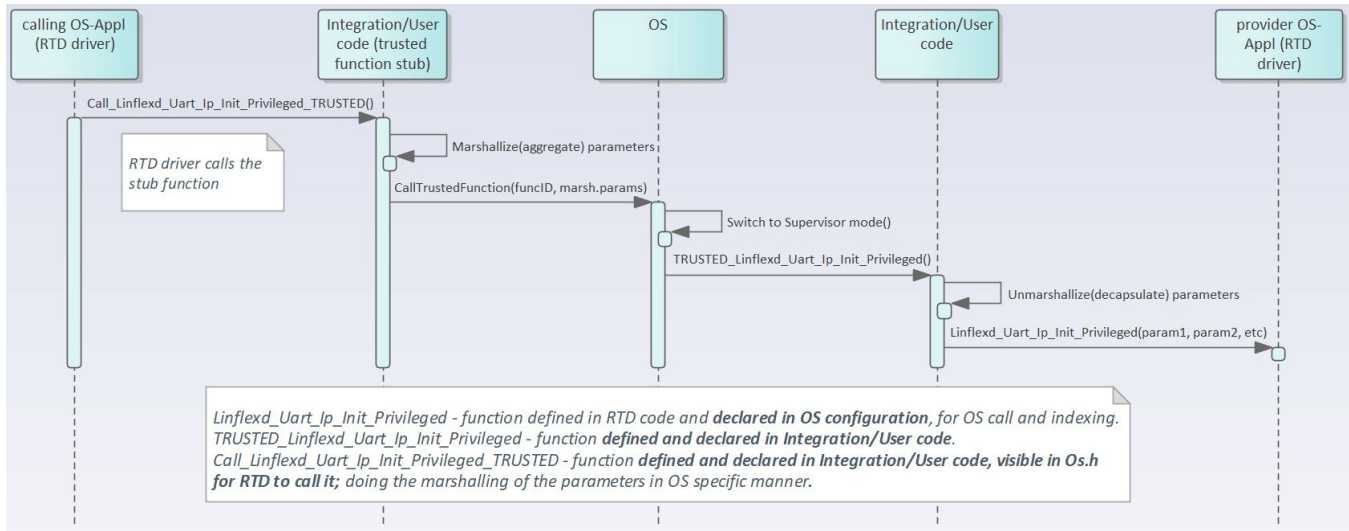 calling OS-Appl
(RTD driver)
Integration/User
code (trusted
function stub)
OS
Integration/User
code
provider OS-
Appl (RTD
driver)
Call_Linflexd_Uart_Ip_Init_Privileged_TRUSTED()
RTD driver calls the
stub function
Marshallize(aggregate) parameters
CallTrustedFunction(funcID, marsh.params)
Switch to Supervisor mode()
TRUSTED_Linflexd_Uart_Ip_Init_Privileged()
Unmarshallize(decapsulate) parameters
Linflexd_Uart_Ip_Init_Privileged(param1, param2, etc)
Linflexd_Uart_Ip_Init_Privileged - function defined in RTD code and declared in OS configuration, for OS call and indexing.
TRUSTED_Linflexd_Uart_Ip_Init_Privileged - function defined and declared in Integration/User code.
Call_Linflexd_Uart_Ip_Init_Privileged_TRUSTED - function defined and declared in Integration/User code, visible in Os.h
for RTD to call it; doing the marshalling of the parameters in OS specific manner.